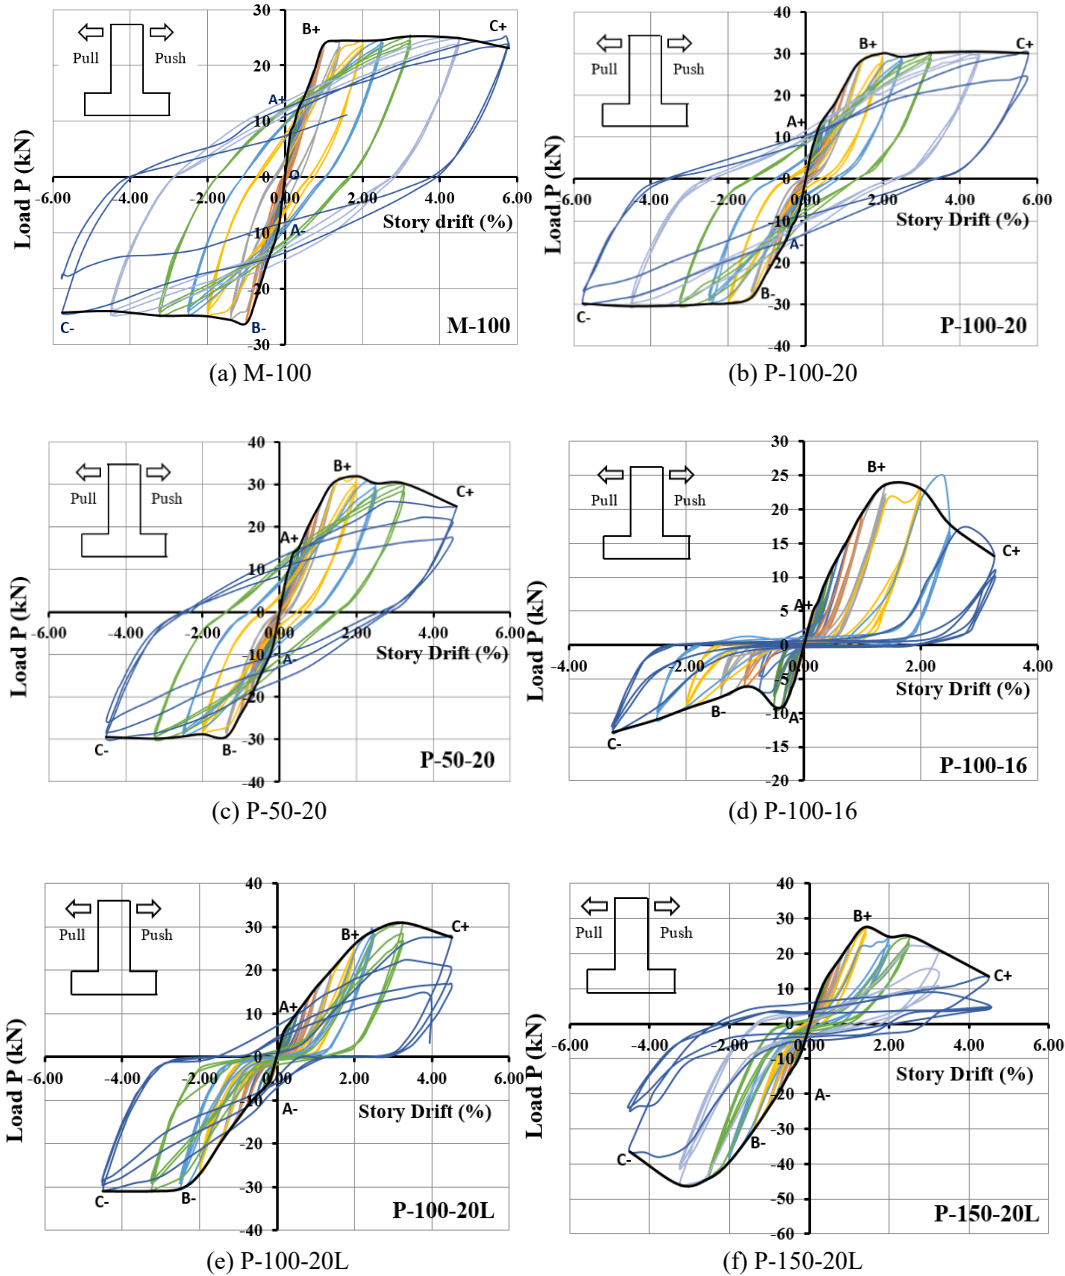 30
20
10
0
-10
-20
-30
-6.00 -4.00 -2.00 0.00 2.00 4.00 6.00
Load P (kN)
Story drift (%)
Pull Push
A+
B+
C+
O
A-
B-
C-
M-100
(a) M-100
40
30
20
10
0
-10
-20
-30
-40
-6.00 -4.00 -2.00 0.00 2.00 4.00 6.00
Load P (kN)
Story Drift (%)
Pull Push
A+
B+
C+
A-
B-
C-
P-100-20
(b) P-100-20
40
30
20
10
0
-10
-20
-30
-40
-6.00 -4.00 -2.00 0.00 2.00 4.00 6.00
Load P (kN)
Story Drift (%)
Pull Push
A+
B+
C+
A-
B-
C-
P-50-20
(c) P-50-20
30
25
20
15
10
5
0
-5
-10
-15
-20
-4.00 -2.00 0.00 2.00 4.00
Load P (kN)
Story Drift (%)
Pull Push
A+
B+
C+
A-
B-
C-
P-100-16
(d) P-100-16
40
30
20
10
0
-10
-20
-30
-40
-6.00 -4.00 -2.00 0.00 2.00 4.00 6.00
Load P (kN)
Story Drift (%)
Pull Push
A+
B+
C+
A-
B-
C-
P-100-20L
(e) P-100-20L
40
30
20
10
0
-10
-20
-30
-40
-50
-60
-6.00 -4.00 -2.00 0.00 2.00 4.00 6.00
Load P (kN)
Story Drift (%)
Pull Push
B+
C+
A-
B-
C-
P-150-20L
(f) P-150-20L